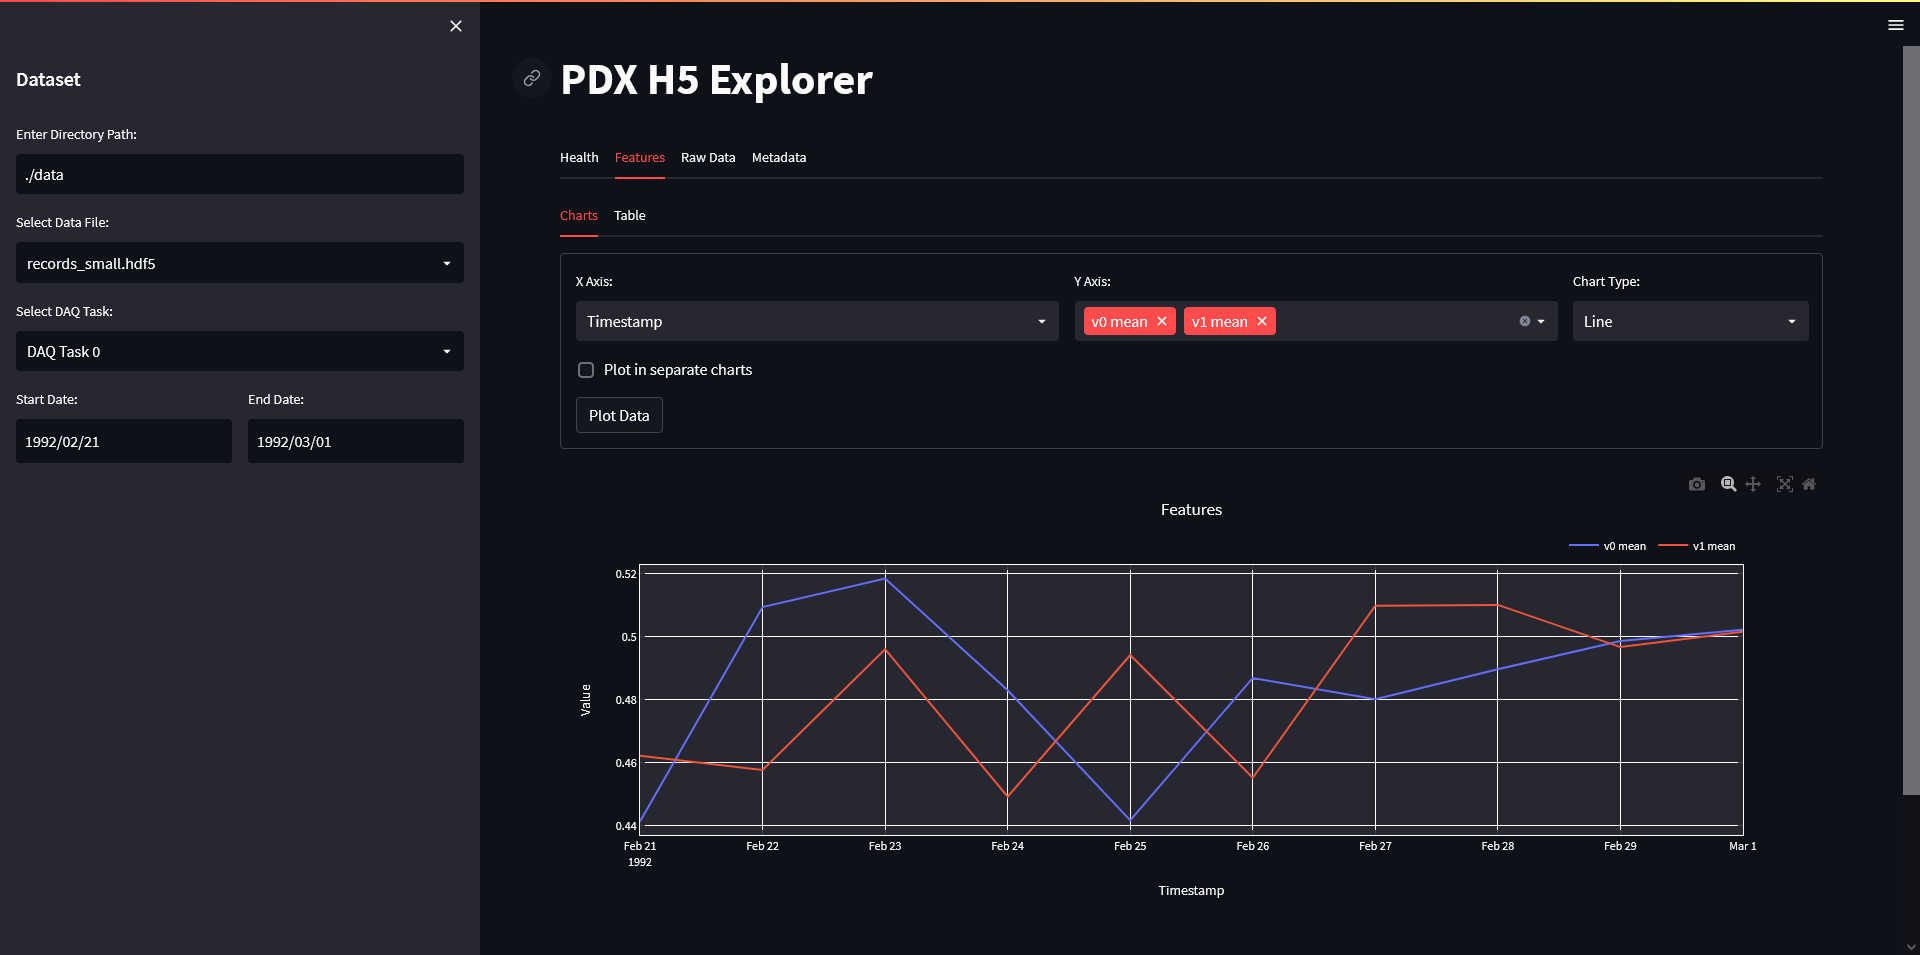 Dataset
Enter Directory Path:
./data
Select Data File:
records_small.hdf5
Select DAQ Task:
DAQ Task 0
Start Date: End Date:
1992/02/21 1992/03/01
PDX H5 Explorer
Health Features Raw Data Metadata
Charts Table
X Axis: Y Axis: Chart Type:
Timestamp v0 mean v1 mean Line
Plot in separate charts
Plot Data
Features
v0 mean v1 mean
0.52
0.5
0.48
0.46
0.44
Value
Feb 21 Feb 22 Feb 23 Feb 24 Feb 25 Feb 26 Feb 27 Feb 28 Feb 29 Mar 1
1992
Timestamp